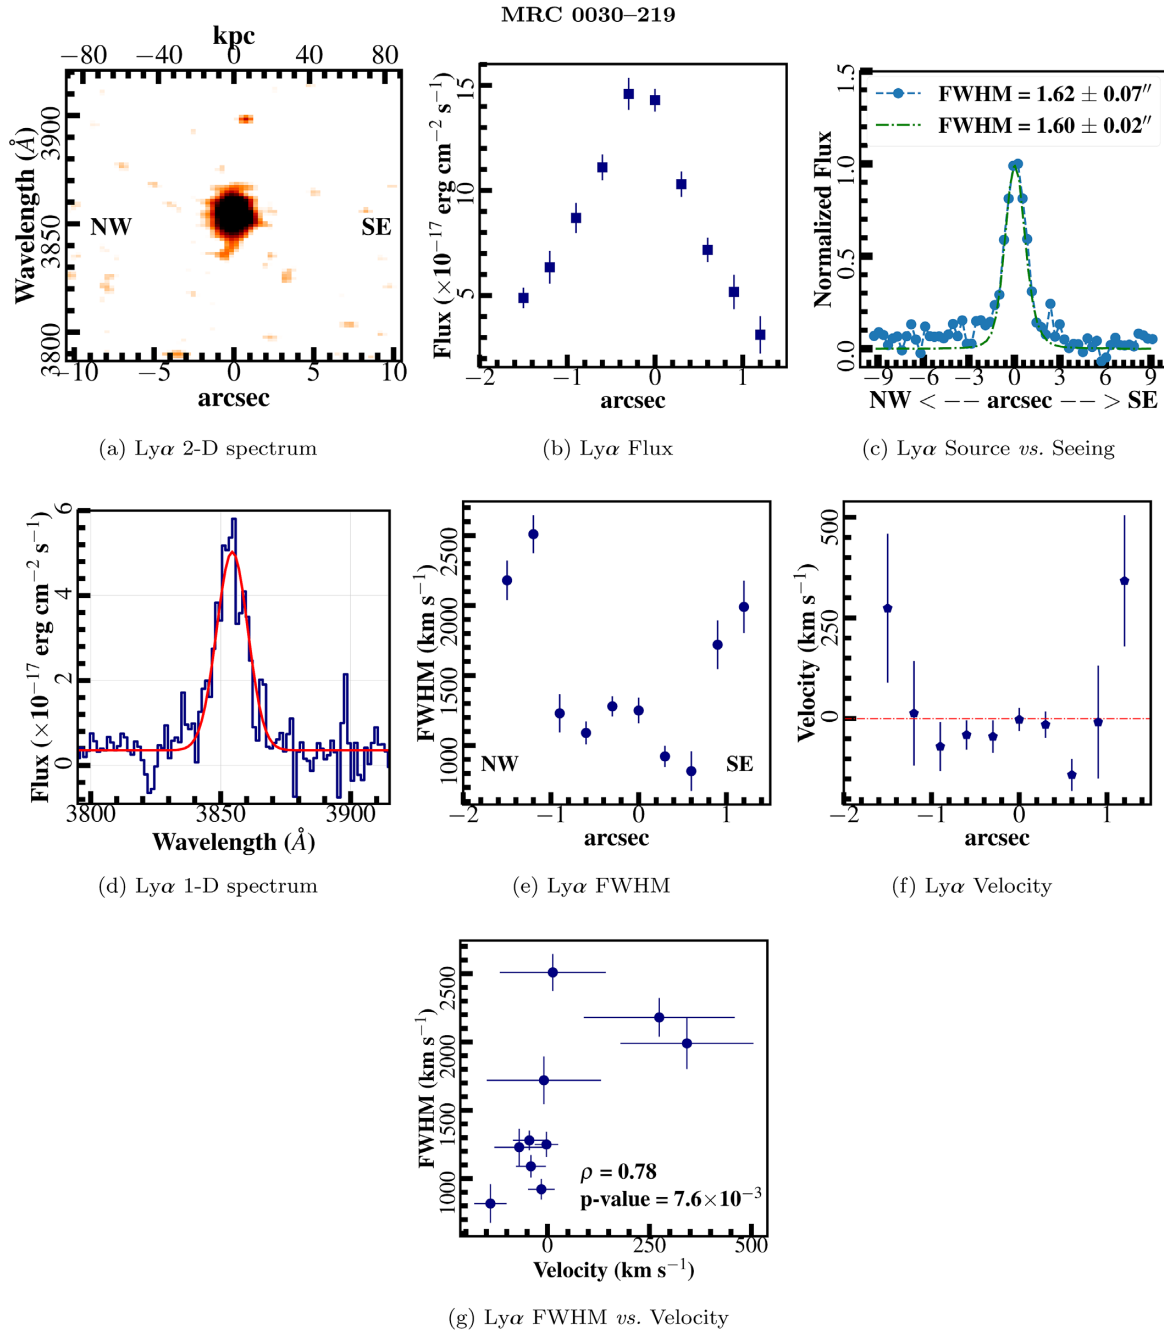 MRC 0030–219
kpc
−80 −40 0 40 80
Wavelength (Å)
3900
3850
3800
NW
SE
−10 −5 0 5 10
arcsec
(a) Lyα 2-D spectrum
Flux (×10−17 erg cm−2 s−1)
15
10
5
−2 −1 0 1
arcsec
(b) Lyα Flux
Normalized Flux
1.5
1.0
0.5
0.0
FWHM = 1.62 ± 0.07″
FWHM = 1.60 ± 0.02″
−9 −6 −3 0 3 6 9
NW < −− arcsec −− > SE
(c) Lyα Source vs. Seeing
Flux (×10−17 erg cm−2 s−1)
6
4
2
0
3800 3850 3900
Wavelength (Å)
(d) Lyα 1-D spectrum
FWHM (km s−1)
2500
2000
1500
1000
NW
SE
−2 −1 0 1
arcsec
(e) Lyα FWHM
Velocity (km s−1)
500
250
0
−2 −1 0 1
arcsec
(f) Lyα Velocity
FWHM (km s−1)
2500
2000
1500
1000
ρ = 0.78
p-value = 7.6×10−3
0 250 500
Velocity (km s−1)
(g) Lyα FWHM vs. Velocity